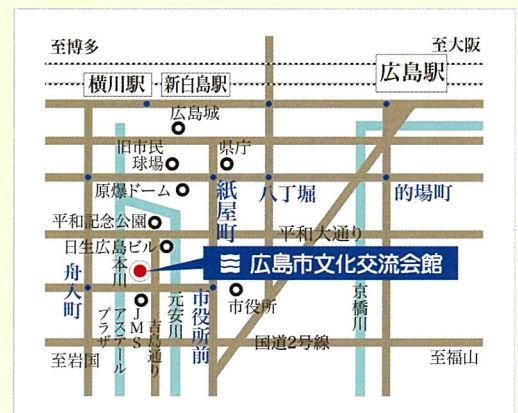 至博多
至大阪
横川駅
新白島駅
広島駅
広島城
旧市民
球場
県庁
原爆ドーム
紙屋町
八丁堀
的場町
平和記念公園
平和大通り
日生広島ビル
広島市文化交流会館
舟入町
本川
元安川
市役所前
市役所
京橋川
JMS
アステール
プラザ
吉島通り
国道2号線
至岩国
至福山